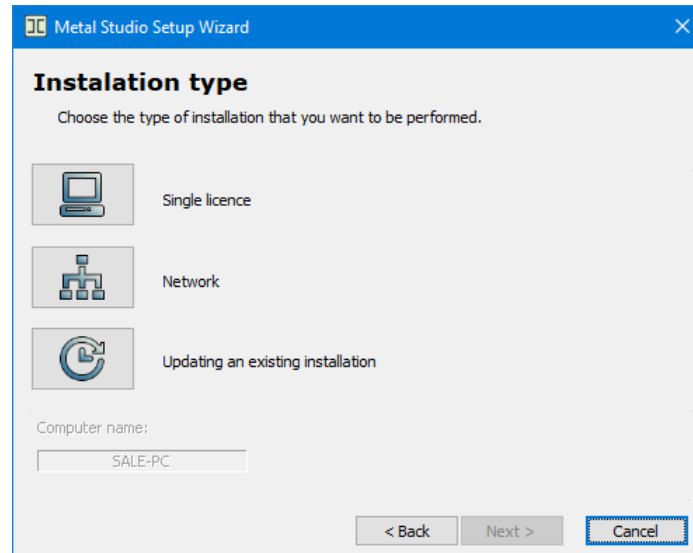 Metal Studio Setup Wizard
Instalation type
Choose the type of installation that you want to be performed.
Single licence
Network
Updating an existing installation
Computer name:
SALE-PC
< Back
Next >
Cancel